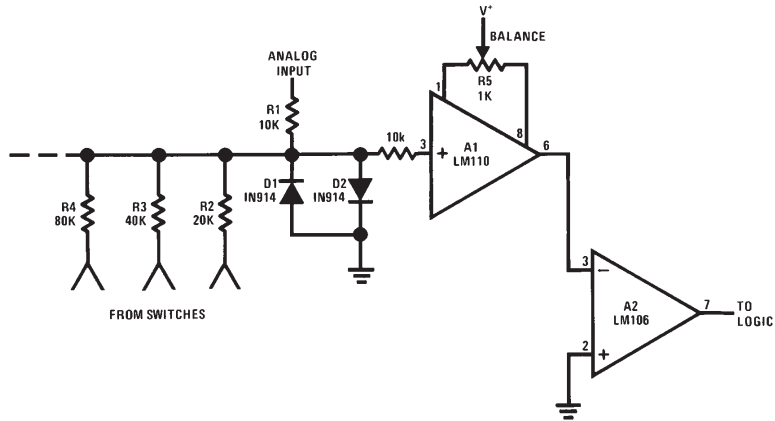 V+
BALANCE
R5
1K
1
8
ANALOG
INPUT
R1
10K
10k
3
+
A1
LM110
6
R4
80K
R3
40K
R2
20K
D1
IN914
D2
IN914
FROM SWITCHES
3
−
A2
LM106
7
TO
LOGIC
2
+